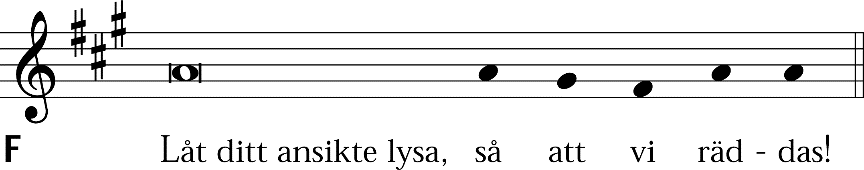 F Låt ditt ansikte lysa, så att vi räd - das!